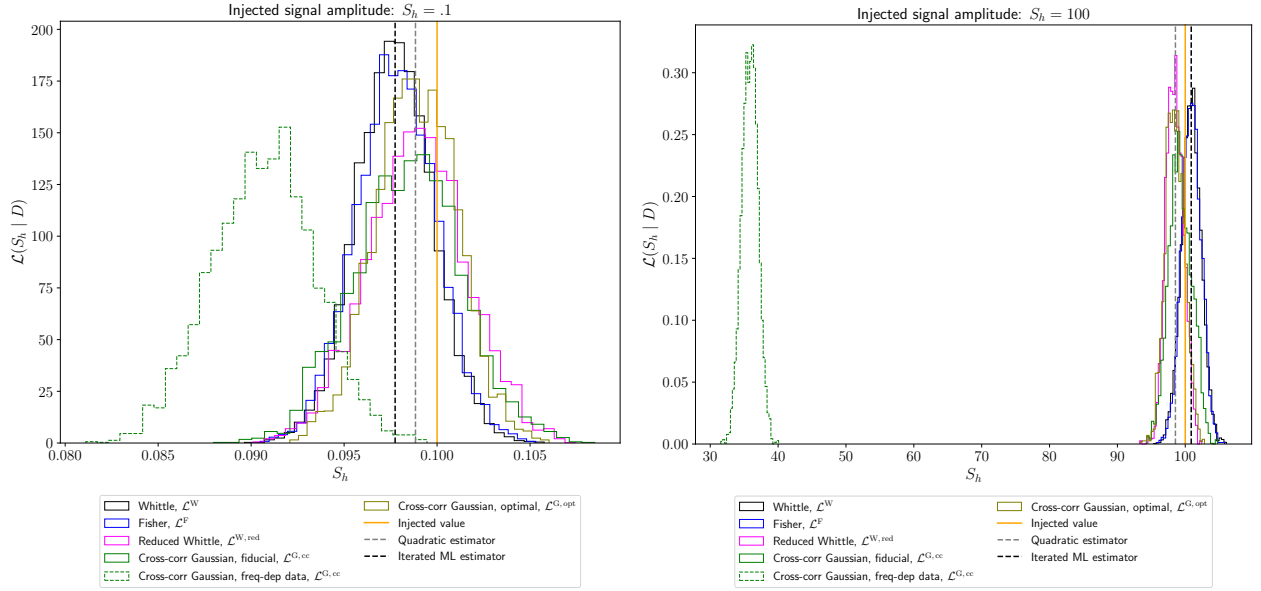 Injected signal amplitude: $S_h = .1$
200
175
150
125
100
75
50
25
0
$\mathcal{L}(S_h \mid D)$
0.080
0.085
0.090
0.095
0.100
0.105
$S_h$
Whittle, $\mathcal{L}^{\mathrm{W}}$
Fisher, $\mathcal{L}^{\mathrm{F}}$
Reduced Whittle, $\mathcal{L}^{\mathrm{W,red}}$
Cross-corr Gaussian, fiducial, $\mathcal{L}^{\mathrm{G,cc}}$
Cross-corr Gaussian, freq-dep data, $\mathcal{L}^{\mathrm{G,cc}}$
Cross-corr Gaussian, optimal, $\mathcal{L}^{\mathrm{G,opt}}$
Injected value
Quadratic estimator
Iterated ML estimator
Injected signal amplitude: $S_h = 100$
0.30
0.25
0.20
0.15
0.10
0.05
0.00
$\mathcal{L}(S_h \mid D)$
30
40
50
60
70
80
90
100
$S_h$
Whittle, $\mathcal{L}^{\mathrm{W}}$
Fisher, $\mathcal{L}^{\mathrm{F}}$
Reduced Whittle, $\mathcal{L}^{\mathrm{W,red}}$
Cross-corr Gaussian, fiducial, $\mathcal{L}^{\mathrm{G,cc}}$
Cross-corr Gaussian, freq-dep data, $\mathcal{L}^{\mathrm{G,cc}}$
Cross-corr Gaussian, optimal, $\mathcal{L}^{\mathrm{G,opt}}$
Injected value
Quadratic estimator
Iterated ML estimator